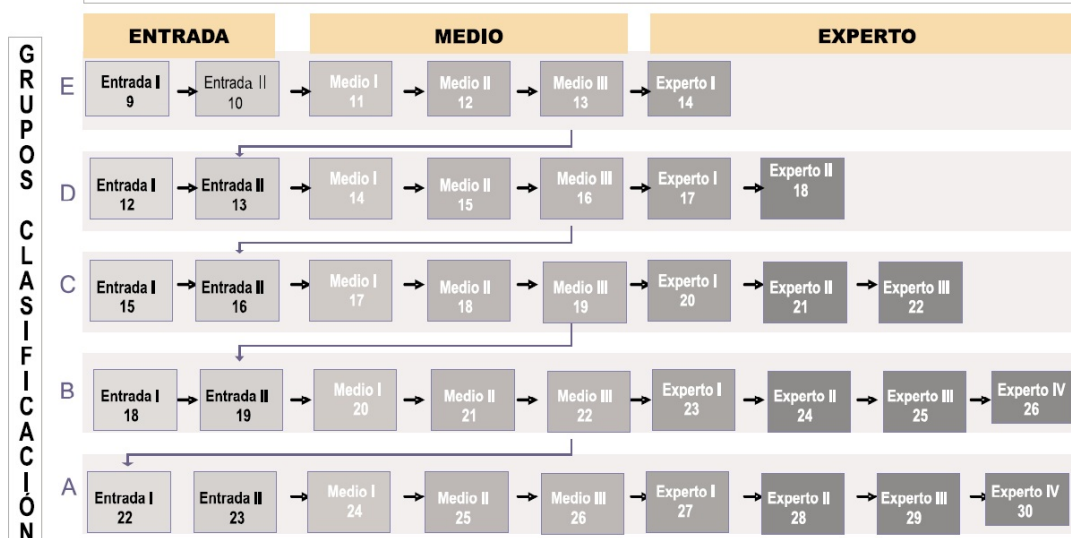 ENTRADA
MEDIO
EXPERTO
GRUPOS CLASIFICACIÓN
E
Entrada I
9
Entrada II
10
Medio I
11
Medio II
12
Medio III
13
Experto I
14
D
Entrada I
12
Entrada II
13
Medio I
14
Medio II
15
Medio III
16
Experto I
17
Experto II
18
C
Entrada I
15
Entrada II
16
Medio I
17
Medio II
18
Medio III
19
Experto I
20
Experto II
21
Experto III
22
B
Entrada I
18
Entrada II
19
Medio I
20
Medio II
21
Medio III
22
Experto I
23
Experto II
24
Experto III
25
Experto IV
26
A
Entrada I
22
Entrada II
23
Medio I
24
Medio II
25
Medio III
26
Experto I
27
Experto II
28
Experto III
29
Experto IV
30